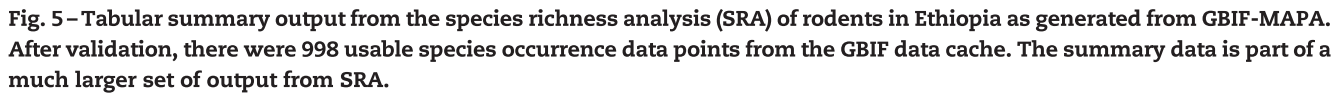 Fig. 5 – Tabular summary output from the species richness analysis (SRA) of rodents in Ethiopia as generated from GBIF-MAPA.
After validation, there were 998 usable species occurrence data points from the GBIF data cache. The summary data is part of a
much larger set of output from SRA.